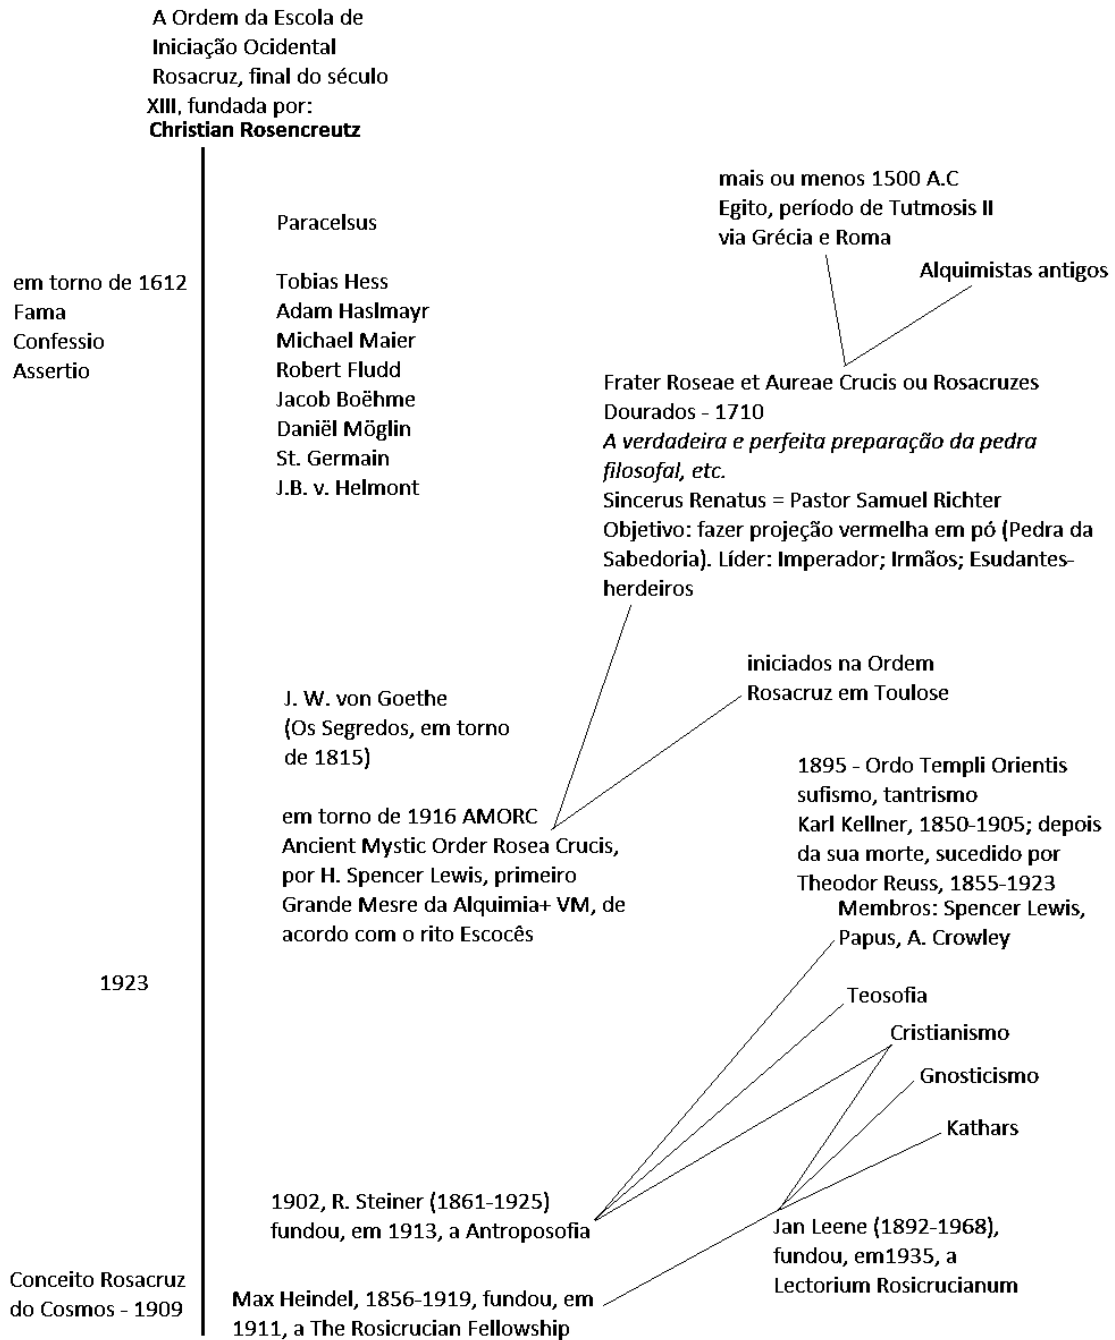 A Ordem da Escola de
Iniciação Ocidental
Rosacruz, final do século
XIII, fundada por:
Christian Rosencreutz
mais ou menos 1500 A.C
Egito, período de Tutmosis II
via Grécia e Roma
Alquimistas antigos
Paracelsus
em torno de 1612
Fama
Confessio
Assertio
Tobias Hess
Adam Haslmayr
Michael Maier
Robert Fludd
Jacob Boëhme
Daniël Möglin
St. Germain
J.B. v. Helmont
Frater Roseae et Aureae Crucis ou Rosacruzes
Dourados - 1710
A verdadeira e perfeita preparação da pedra
filosofal, etc.
Sincerus Renatus = Pastor Samuel Richter
Objetivo: fazer projeção vermelha em pó (Pedra da
Sabedoria). Líder: Imperador; Irmãos; Esudantes-
herdeiros
iniciados na Ordem
Rosacruz em Toulose
J. W. von Goethe
(Os Segredos, em torno
de 1815)
1895 - Ordo Templi Orientis
sufismo, tantrismo
Karl Kellner, 1850-1905; depois
da sua morte, sucedido por
Theodor Reuss, 1855-1923
Membros: Spencer Lewis,
Papus, A. Crowley
em torno de 1916 AMORC
Ancient Mystic Order Rosea Crucis,
por H. Spencer Lewis, primeiro
Grande Mesre da Alquimia+ VM, de
acordo com o rito Escocês
1923
Teosofia
Cristianismo
Gnosticismo
Kathars
1902, R. Steiner (1861-1925)
fundou, em 1913, a Antroposofia
Jan Leene (1892-1968),
fundou, em1935, a
Lectorium Rosicrucianum
Conceito Rosacruz
do Cosmos - 1909
Max Heindel, 1856-1919, fundou, em
1911, a The Rosicrucian Fellowship